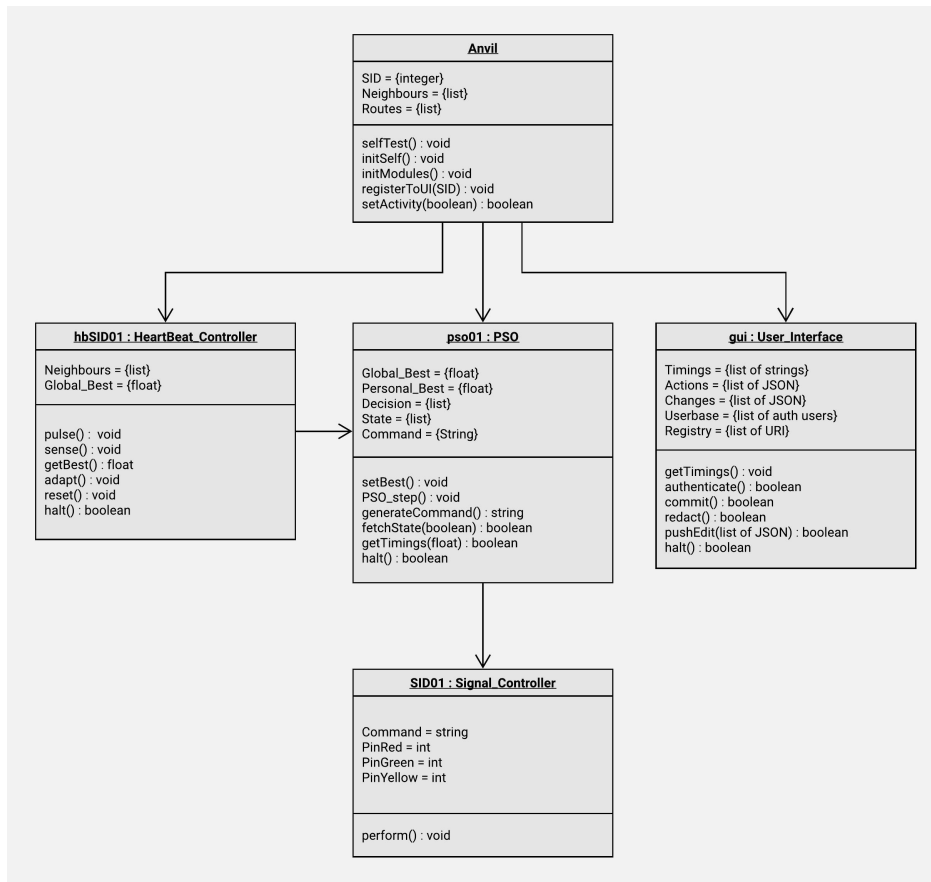 Anvil
SID = {integer}
Neighbours = {list}
Routes = {list}
selfTest() : void
initSelf() : void
initModules() : void
registerToUI(SID) : void
setActivity(boolean) : boolean
hbSID01 : HeartBeat_Controller
Neighbours = {list}
Global_Best = {float}
pulse() :  void
sense() : void
getBest() : float
adapt() : void
reset() : void
halt() : boolean
pso01 : PSO
Global_Best = {float}
Personal_Best = {float}
Decision = {list}
State = {list}
Command = {String}
setBest() : void
PSO_step() : void
generateCommand() : string
fetchState(boolean) : boolean
getTimings(float) : boolean
halt() : boolean
gui : User_Interface
Timings = {list of strings}
Actions = {list of JSON}
Changes = {list of JSON}
Userbase = {list of auth users}
Registry = {list of URI}
getTimings() : void
authenticate() : boolean
commit() : boolean
redact() : boolean
pushEdit(list of JSON) : boolean
halt() : boolean
SID01 : Signal_Controller
Command = string
PinRed = int
PinGreen = int
PinYellow = int
perform() : void